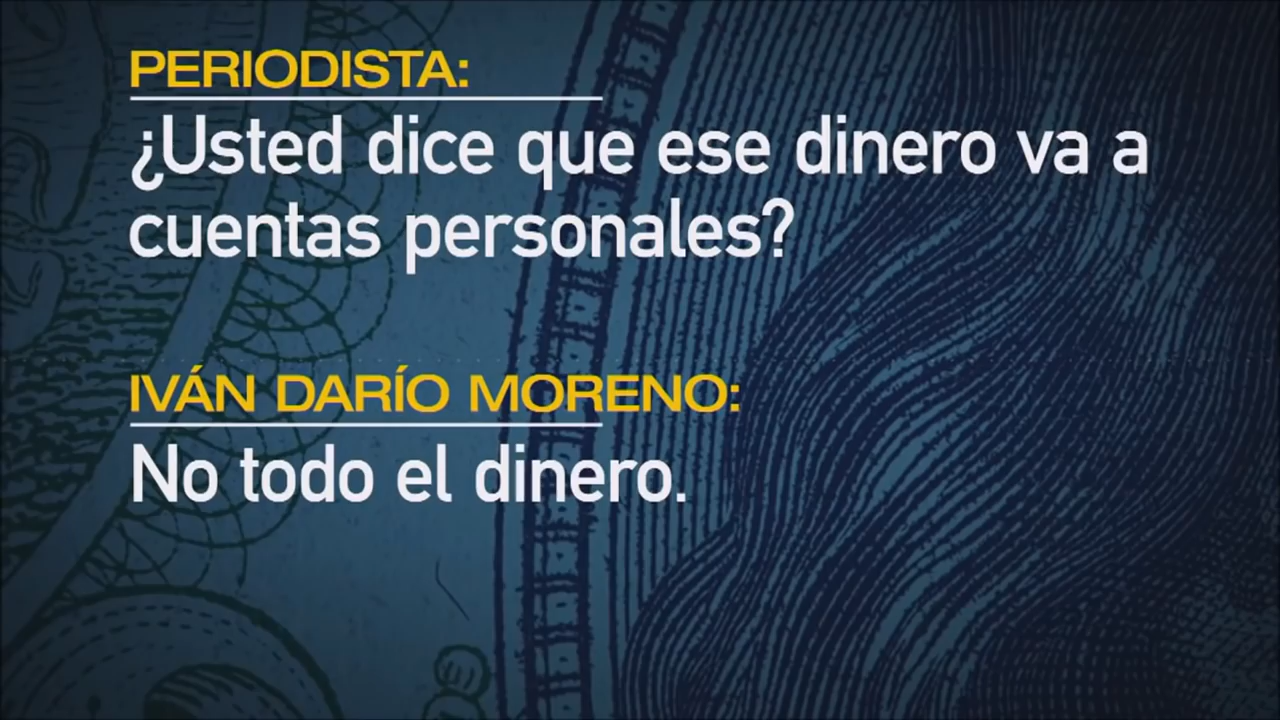 PERIODISTA:
¿Usted dice que ese dinero va a
cuentas personales?
IVÁN DARÍO MORENO:
No todo el dinero.